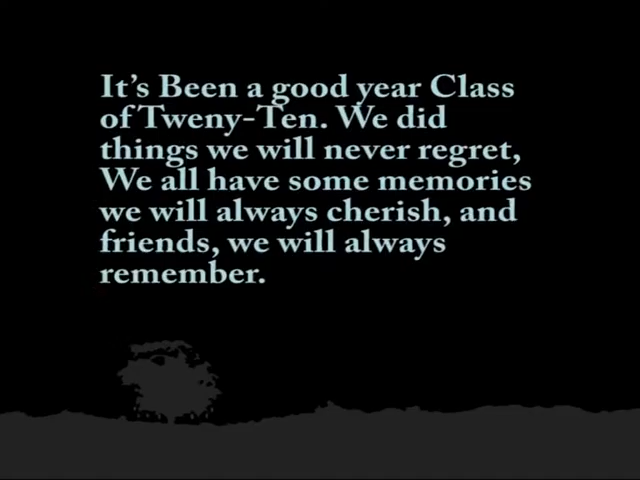 It's Been a good year Class
of Tweny-Ten. We did
things we will never regret,
We all have some memories
we will always cherish, and
friends, we will always
remember.